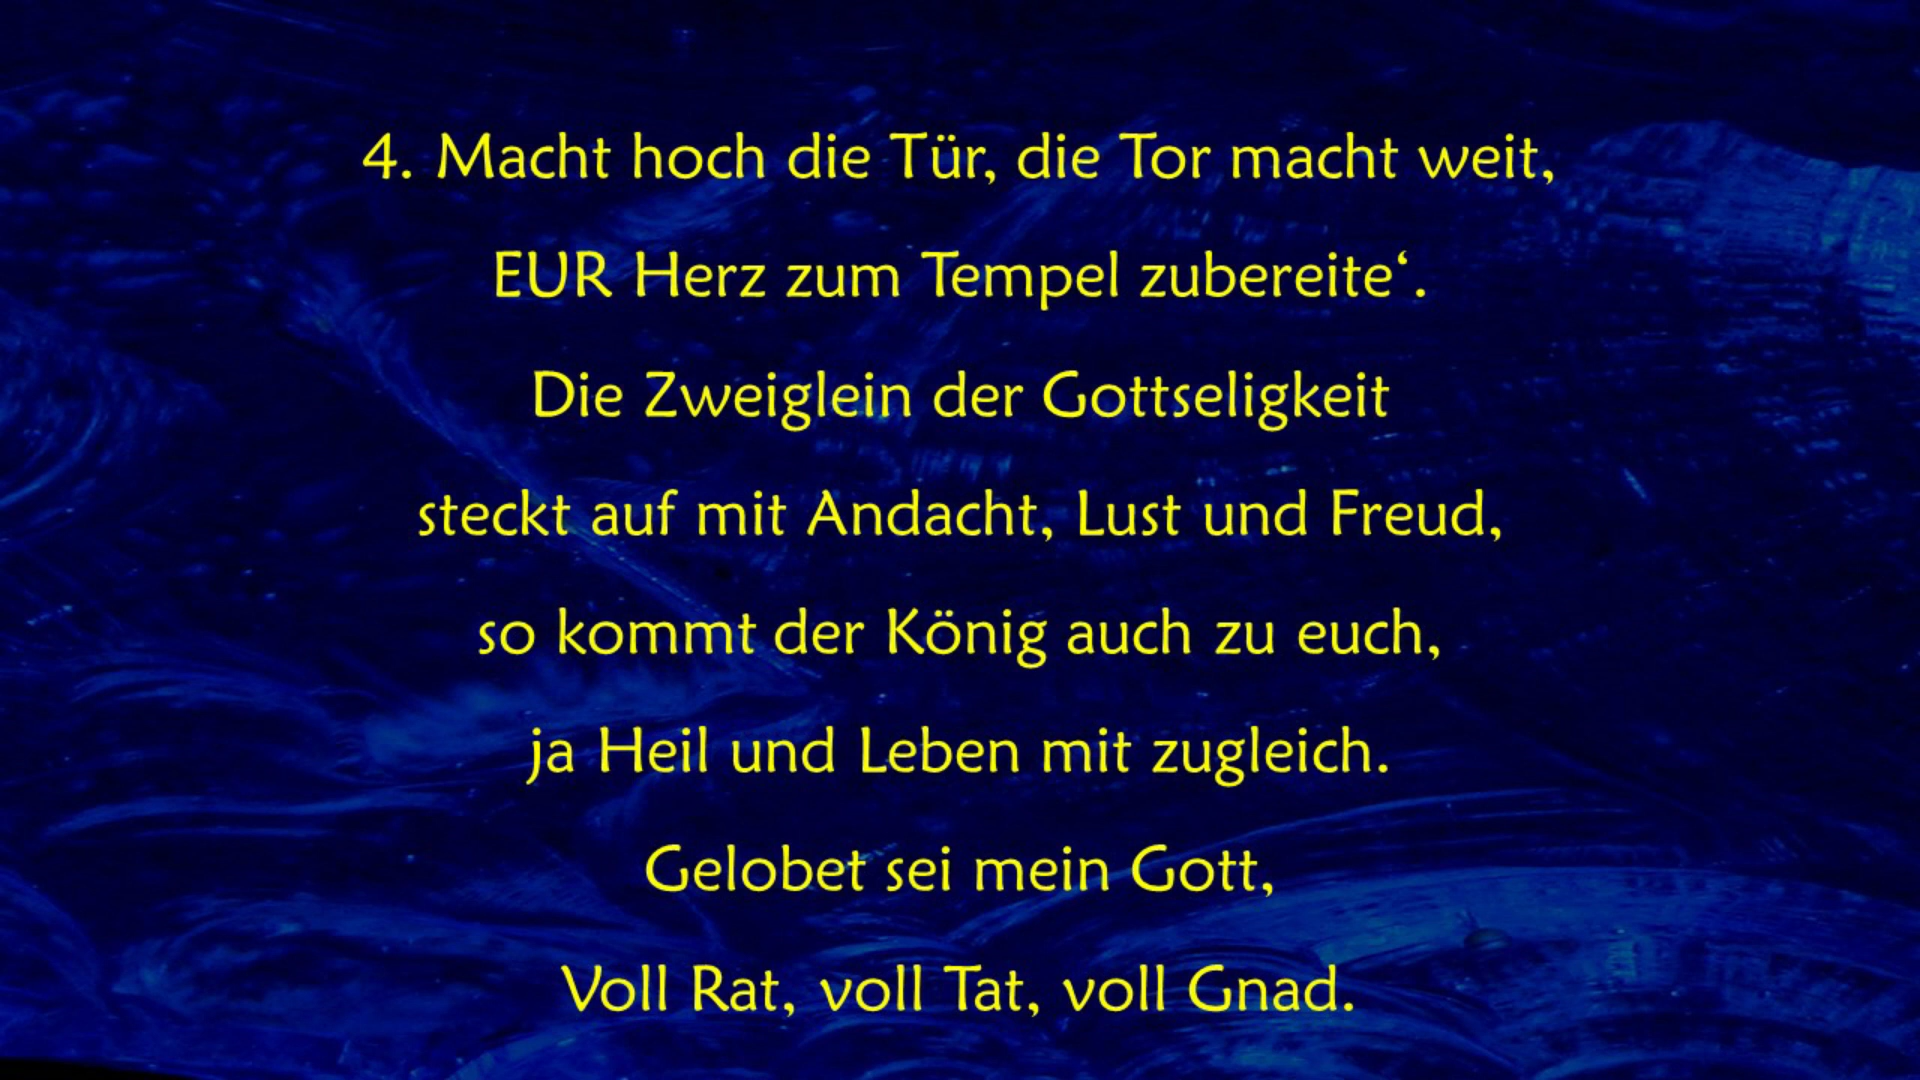 4. Macht hoch die Tür, die Tor macht weit,
EUR Herz zum Tempel zubereite‘.
Die Zweiglein der Gottseligkeit
steckt auf mit Andacht, Lust und Freud,
so kommt der König auch zu euch,
ja Heil und Leben mit zugleich.
Gelobet sei mein Gott,
Voll Rat, voll Tat, voll Gnad.